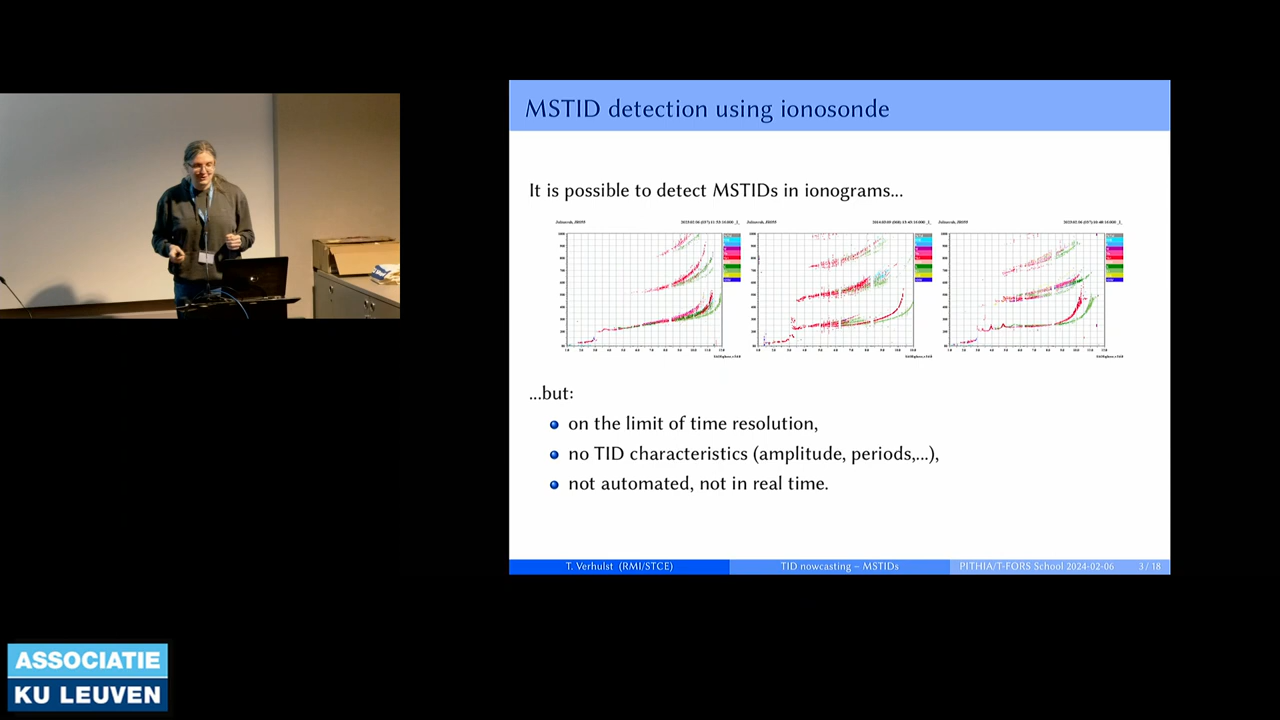 MSTID detection using ionosonde
It is possible to detect MSTIDs in ionograms...
...but:
on the limit of time resolution,
no TID characteristics (amplitude, periods,...),
not automated, not in real time.
T. Verhulst (RMI/STCE) TID nowcasting – MSTIDs PITHIA/T-FORS School 2024-02-06 3 / 18
ASSOCIATIE
KU LEUVEN